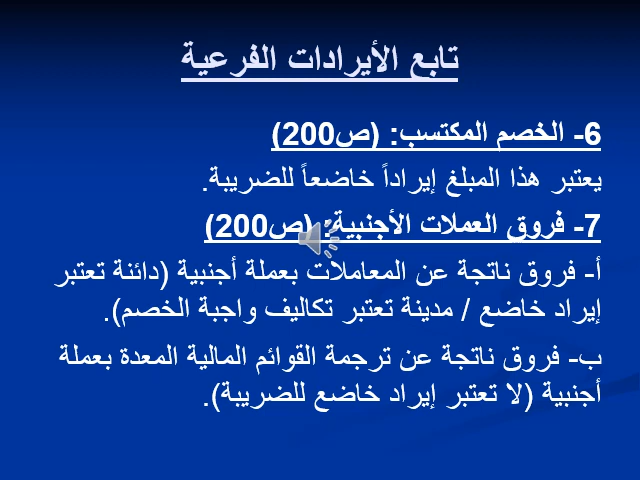 تابع الأيرادات الفرعية
6- الخصم المكتسب: (ص200)
يعتبر هذا المبلغ إيراداً خاضعاً للضريبة.
7- فروق العملات الأجنبية: (ص200)
أ- فروق ناتجة عن المعاملات بعملة أجنبية (دائنة تعتبر
إيراد خاضع / مدينة تعتبر تكاليف واجبة الخصم).
ب- فروق ناتجة عن ترجمة القوائم المالية المعدة بعملة
أجنبية (لا تعتبر إيراد خاضع للضريبة).